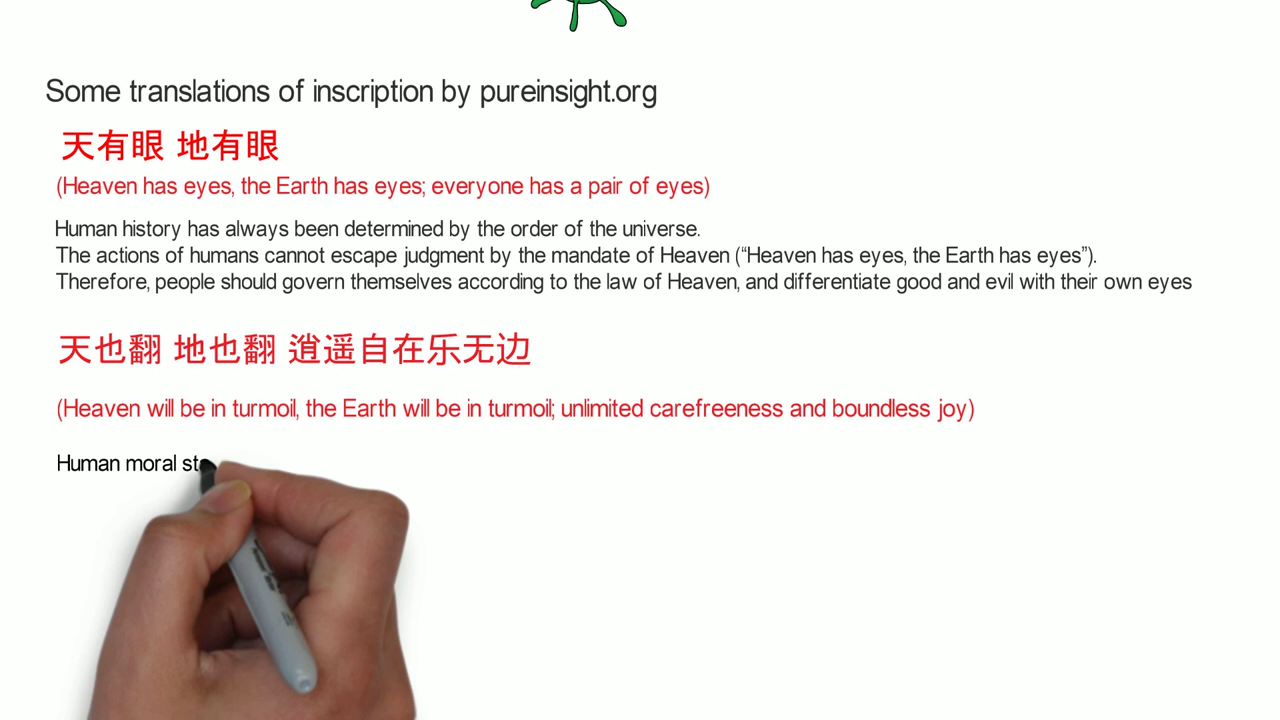 Some translations of inscription by pureinsight.org
天有眼 地有眼
(Heaven has eyes, the Earth has eyes; everyone has a pair of eyes)
Human history has always been determined by the order of the universe.
The actions of humans cannot escape judgment by the mandate of Heaven (“Heaven has eyes, the Earth has eyes”).
Therefore, people should govern themselves according to the law of Heaven, and differentiate good and evil with their own eyes
天也翻 地也翻 逍遥自在乐无边
(Heaven will be in turmoil, the Earth will be in turmoil; unlimited carefreeness and boundless joy)
Human moral sta